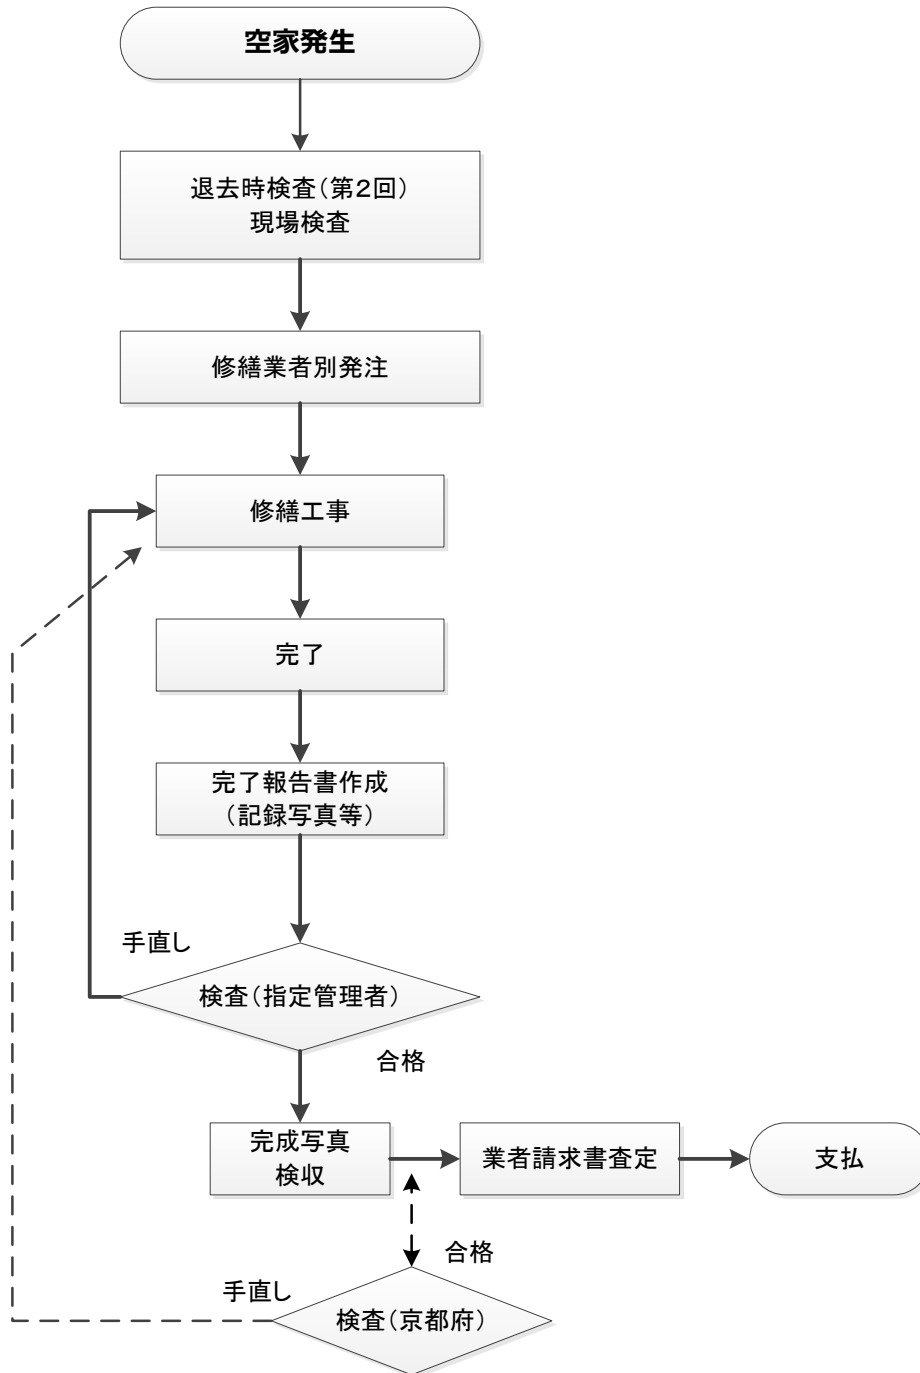 空家発生
退去時検査（第２回）
現場検査
修繕業者別発注
修繕工事
完了
完了報告書作成
（記録写真等）
手直し
検査（指定管理者）
合格
完成写真
検収
業者請求書査定
支払
合格
手直し
検査（京都府）